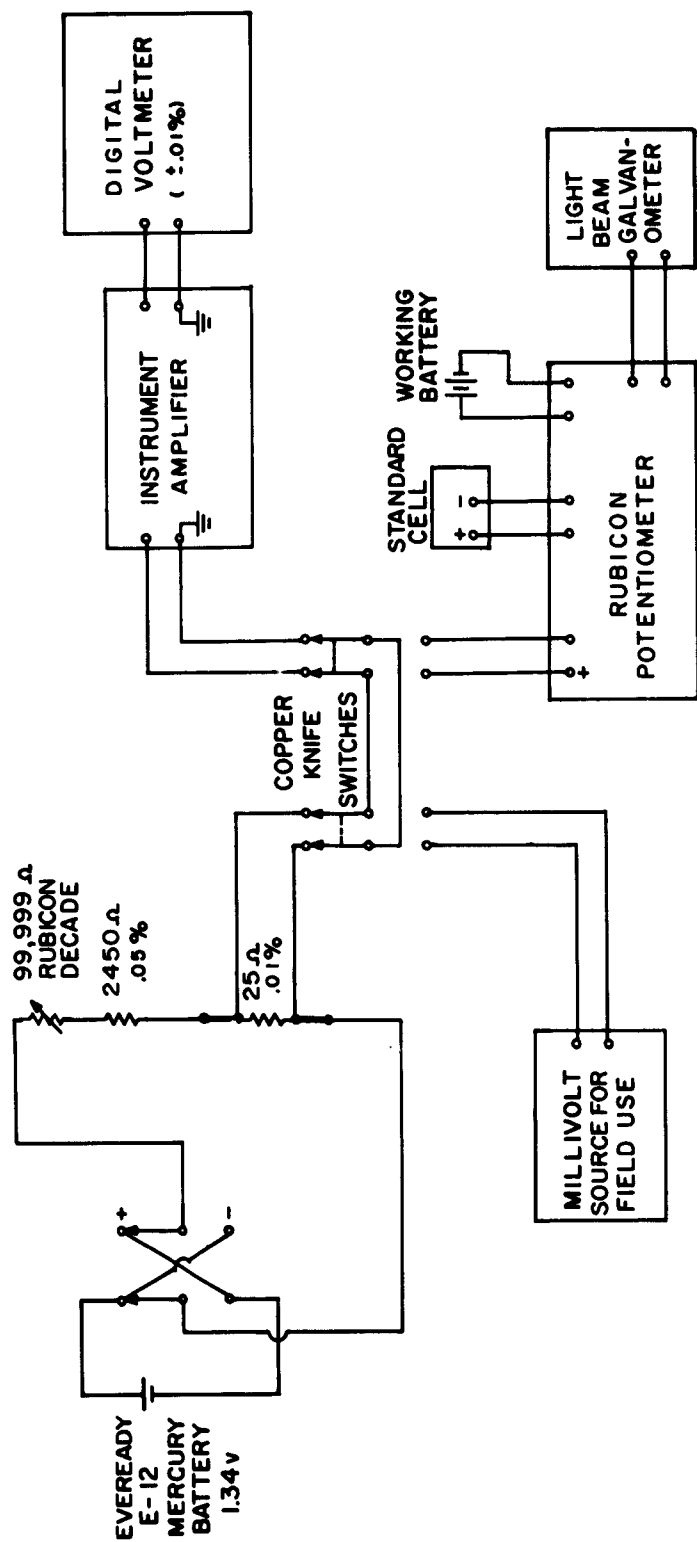 EVEREADY
E-12
MERCURY
BATTERY
1.34v
+
-
99,999 Ω
RUBICON
DECADE
2450 Ω
.05%
25 Ω
.01%
COPPER
KNIFE
SWITCHES
INSTRUMENT
AMPLIFIER
DIGITAL
VOLTMETER
( ±.01%)
MILLIVOLT
SOURCE FOR
FIELD USE
STANDARD
CELL
+ -
WORKING
BATTERY
+
RUBICON
POTENTIOMETER
LIGHT
BEAM
GALVAN-
OMETER